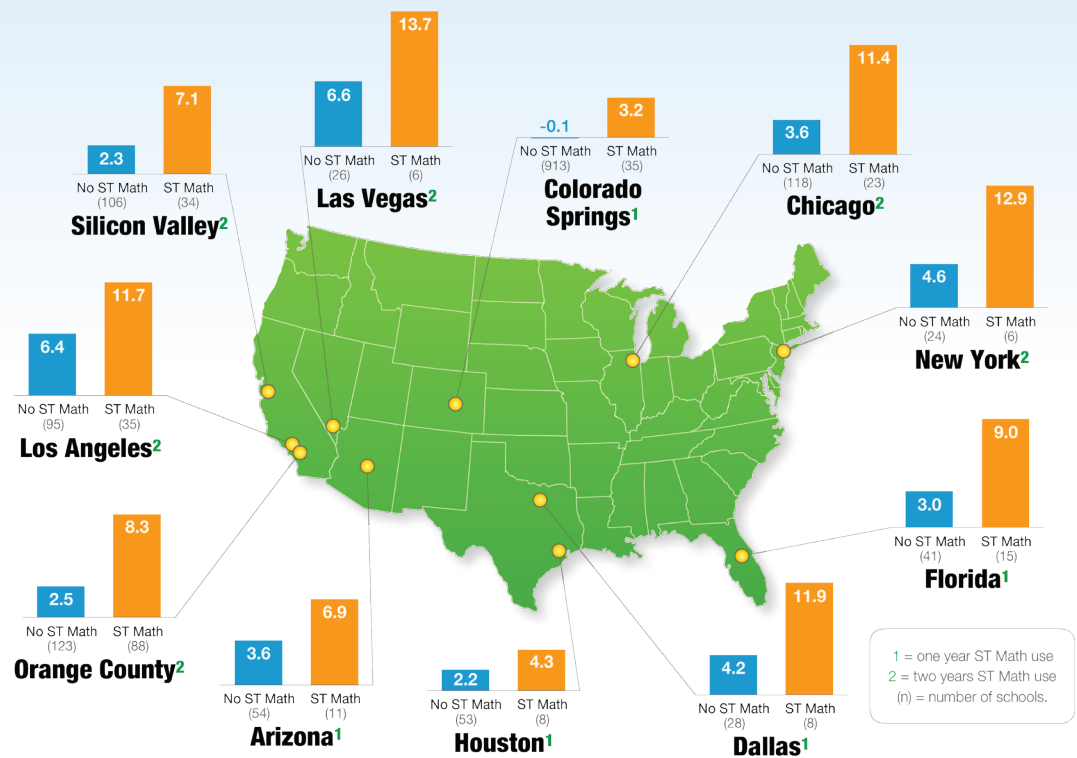 13.7
6.6
No ST Math ST Math
(26) (6)
Las Vegas2
7.1
2.3
No ST Math ST Math
(106) (34)
Silicon Valley2
3.2
-0.1
No ST Math ST Math
(913) (35)
Colorado
Springs1
11.4
3.6
No ST Math ST Math
(118) (23)
Chicago2
12.9
4.6
No ST Math ST Math
(24) (6)
New York2
11.7
6.4
No ST Math ST Math
(95) (35)
Los Angeles2
9.0
3.0
No ST Math ST Math
(41) (15)
Florida1
8.3
2.5
No ST Math ST Math
(123) (88)
Orange County2
6.9
3.6
No ST Math ST Math
(54) (11)
Arizona1
4.3
2.2
No ST Math ST Math
(53) (8)
Houston1
11.9
4.2
No ST Math ST Math
(28) (8)
Dallas1
1 = one year ST Math use
2 = two years ST Math use
(n) = number of schools.